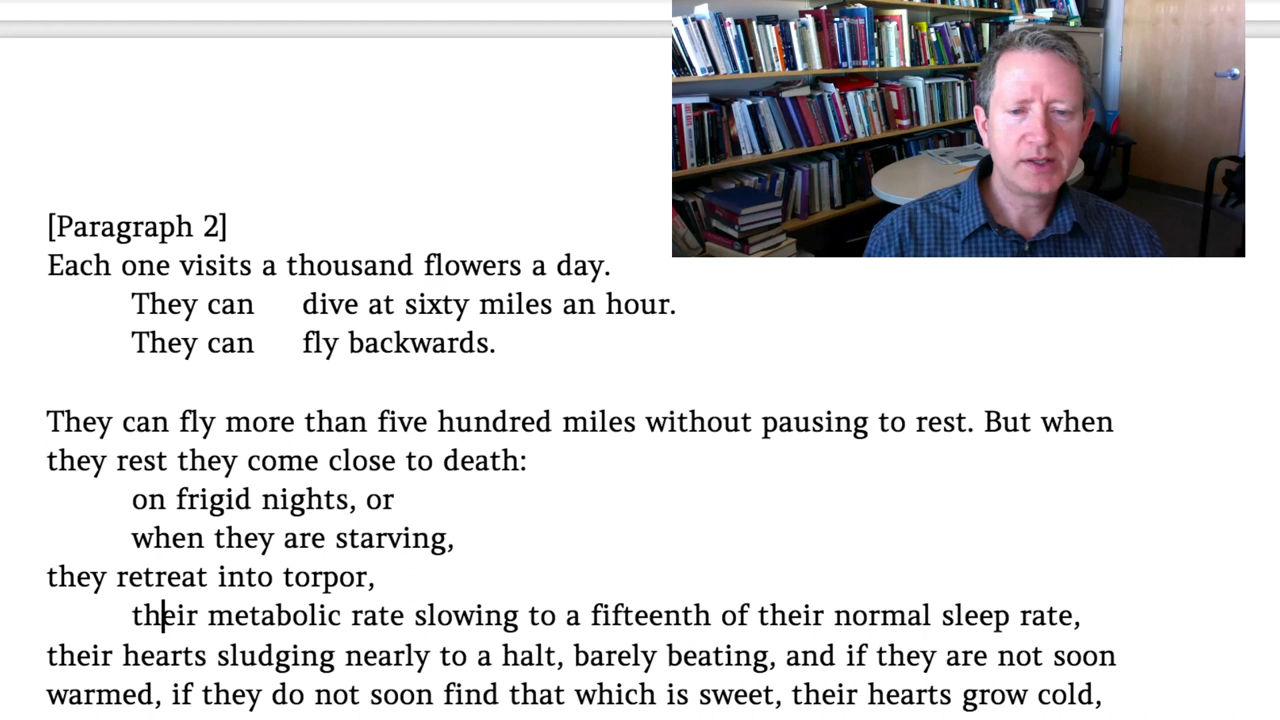 [Paragraph 2]
Each one visits a thousand flowers a day.
They can dive at sixty miles an hour.
They can fly backwards.
They can fly more than five hundred miles without pausing to rest. But when
they rest they come close to death:
on frigid nights, or
when they are starving,
they retreat into torpor,
their metabolic rate slowing to a fifteenth of their normal sleep rate,
their hearts sludging nearly to a halt, barely beating, and if they are not soon
warmed, if they do not soon find that which is sweet, their hearts grow cold,